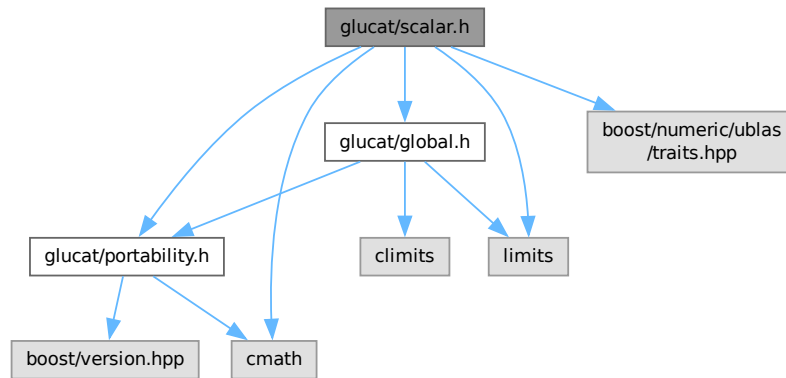 glucat/scalar.h
boost/numeric/ublas
/traits.hpp
glucat/global.h
glucat/portability.h
climits
limits
boost/version.hpp
cmath